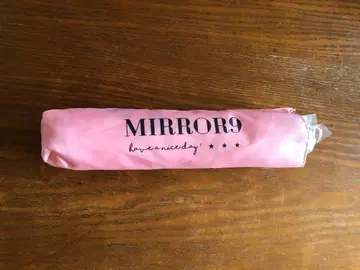 MIRROR9
have a nice day! ★ ★ ★